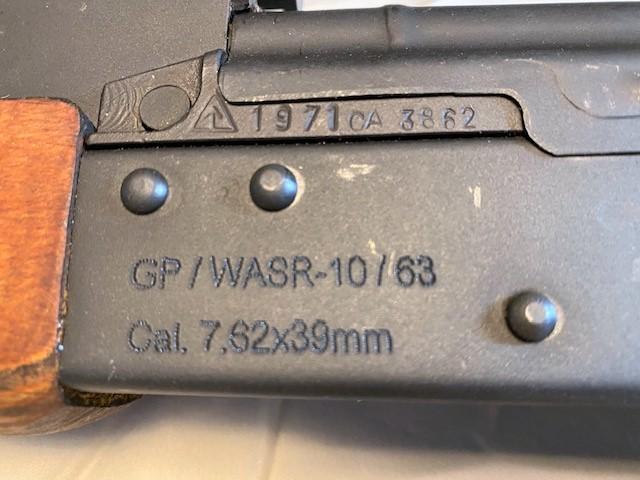 1971 CA 3862
GP / WASR-10 / 63
Cal. 7,62x39mm